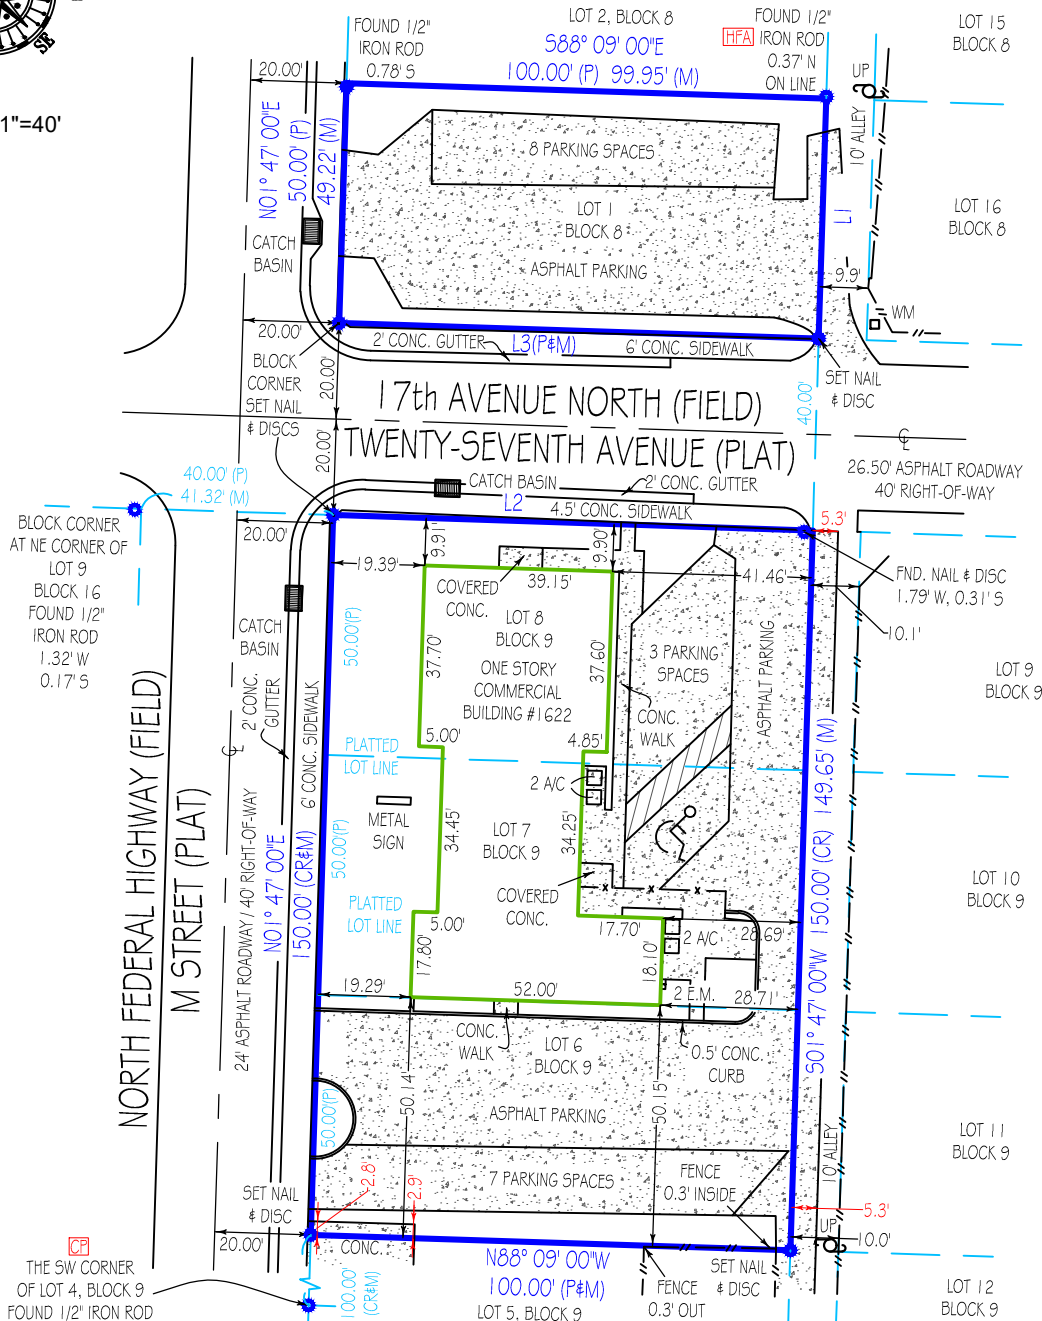 SE
1"=40'
FOUND 1/2"
IRON ROD
0.78' S
LOT 2, BLOCK 8
S88° 09' 00"E
100.00' (P) 99.95' (M)
FOUND 1/2"
HFA IRON ROD
0.37' N
ON LINE
LOT 15
BLOCK 8
UP
10' ALLEY
20.00'
N01° 47' 00"E
50.00' (P)
49.22' (M)
8 PARKING SPACES
LOT 1
BLOCK 8
ASPHALT PARKING
L1
LOT 16
BLOCK 8
CATCH
BASIN
9.9'
WM
20.00'
2' CONC. GUTTER
L3(P&M)
6' CONC. SIDEWALK
BLOCK
CORNER
SET NAIL
& DISCS
20.00'
20.00'
SET NAIL
& DISC
40.00'
17th AVENUE NORTH (FIELD)
TWENTY-SEVENTH AVENUE (PLAT)
26.50' ASPHALT ROADWAY
40' RIGHT-OF-WAY
40.00' (P)
41.32' (M)
CATCH BASIN
2' CONC. GUTTER
L2
4.5' CONC. SIDEWALK
5.3'
BLOCK CORNER
AT NE CORNER OF
LOT 9
BLOCK 16
FOUND 1/2"
IRON ROD
1.32' W
0.17' S
20.00'
19.39'
9.91'
9.90'
39.15'
41.46'
FND. NAIL & DISC
1.79' W, 0.31' S
10.1'
COVERED
CONC.
LOT 8
BLOCK 9
ONE STORY
COMMERCIAL
BUILDING #1622
37.70'
37.60'
3 PARKING
SPACES
ASPHALT PARKING
CONC.
WALK
LOT 9
BLOCK 9
CATCH
BASIN
2' CONC.
GUTTER
6' CONC. SIDEWALK
50.00'(P)
PLATTED
LOT LINE
5.00'
4.85'
2 A/C
METAL
SIGN
34.45'
34.25'
LOT 7
BLOCK 9
50.00'(P)
PLATTED
LOT LINE
COVERED
CONC.
5.00'
17.70'
17.80'
18.10'
2 A/C
28.69'
S01° 47' 00"W 150.00' (CR) 149.65' (M)
LOT 10
BLOCK 9
NORTH FEDERAL HIGHWAY (FIELD)
M STREET (PLAT)
24' ASPHALT ROADWAY / 40' RIGHT-OF-WAY
N01° 47' 00"E
150.00' (CR&M)
19.29'
52.00'
2 E.M.
28.71'
CONC.
WALK
LOT 6
BLOCK 9
0.5' CONC.
CURB
50.14'
50.15'
50.00'(P)
ASPHALT PARKING
7 PARKING SPACES
FENCE
0.3' INSIDE
10' ALLEY
LOT 11
BLOCK 9
SET NAIL
& DISC
2.8'
2.9'
5.3'
UP
10.0'
20.00'
CONC.
N88° 09' 00"W
100.00' (P&M)
LOT 5, BLOCK 9
FENCE
0.3' OUT
SET NAIL
& DISC
LOT 12
BLOCK 9
CP
THE SW CORNER
OF LOT 4, BLOCK 9
FOUND 1/2" IRON ROD
100.00'
(CR&M)